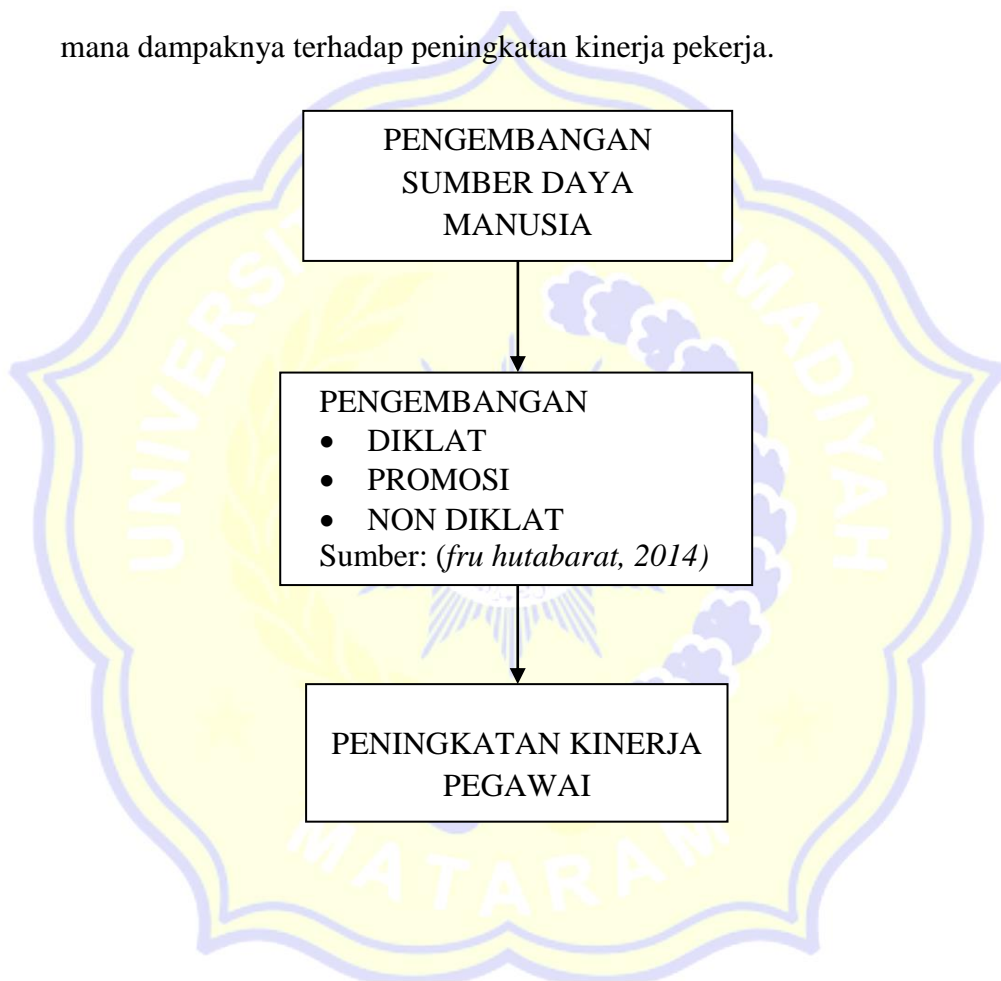 mana dampaknya terhadap peningkatan kinerja pekerja.
PENGEMBANGAN
SUMBER DAYA
MANUSIA
PENGEMBANGAN
• DIKLAT
• PROMOSI
• NON DIKLAT
Sumber: (fru hutabarat, 2014)
PENINGKATAN KINERJA
PEGAWAI
MATARAM